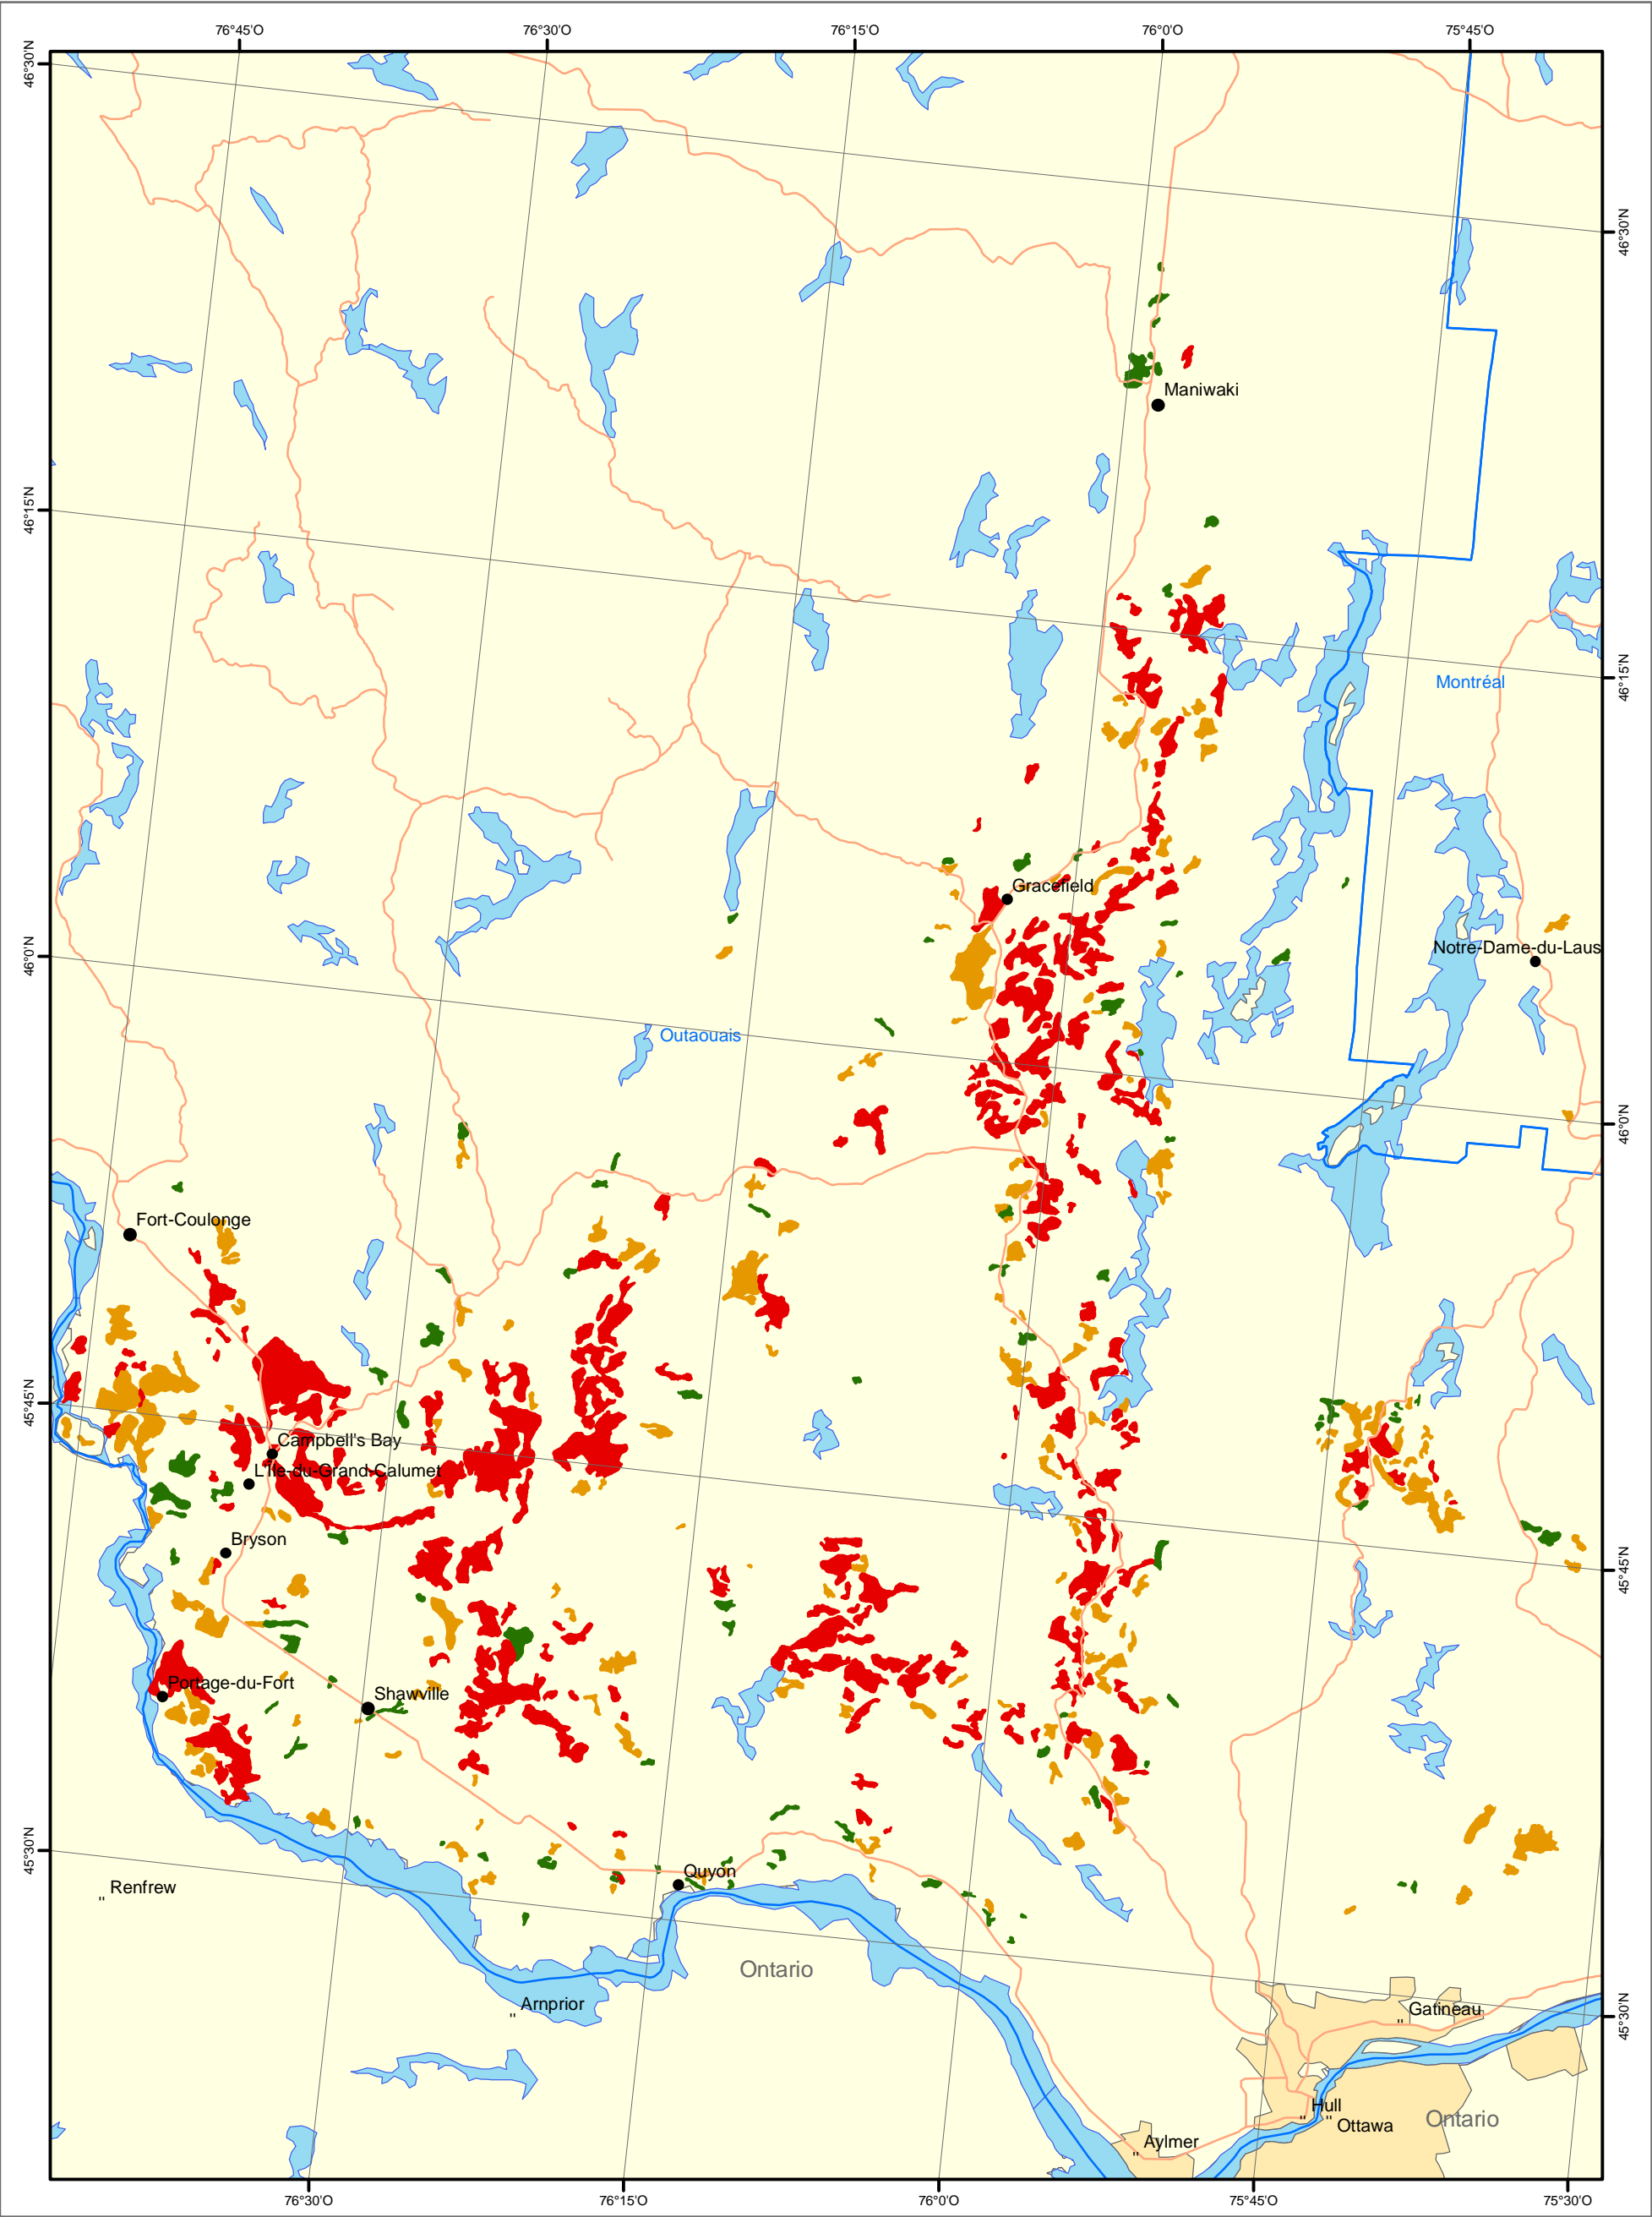 76°45'O 76°30'O 76°15'O 76°0'O 75°45'O
46°30'N
46°30'N
Maniwaki
46°15'N
46°15'N
Montréal
Gracefield
Notre-Dame-du-Laus
46°0'N
Outaouais
46°0'N
Fort-Coulonge
45°45'N
Campbell's Bay
L'Île-du-Grand-Calumet
Bryson
45°45'N
Portage-du-Fort
Shawville
45°30'N
Quyon
Renfrew
Ontario
Arnprior
Gatineau
45°30'N
Hull
Ontario
Ottawa
Aylmer
76°30'O 76°15'O 76°0'O 75°45'O 75°30'O